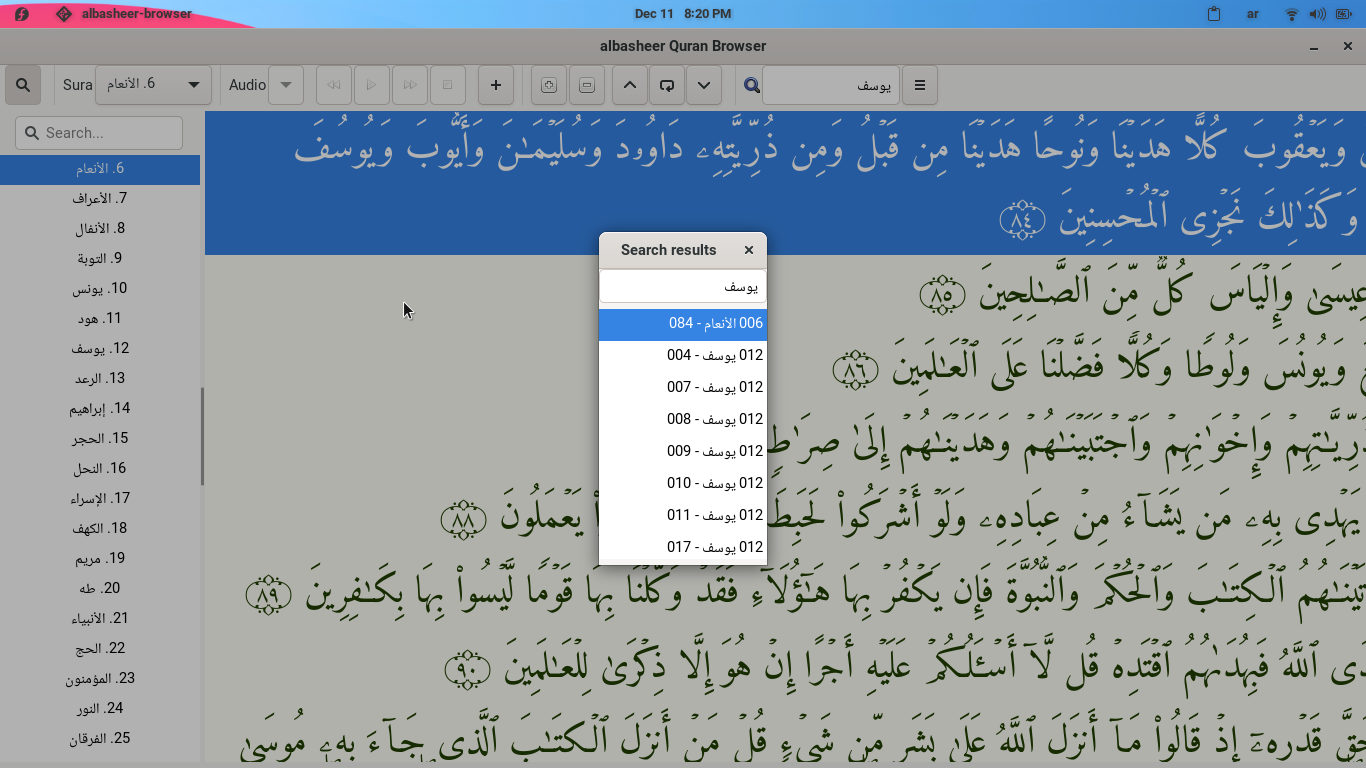 albasheer-browser
Dec 11 8:20 PM
ar
albasheer Quran Browser
Sura
6. الأنعام
Audio
يوسف
Search...
6. الأنعام
7. الأعراف
8. الأنفال
9. التوبة
10. يونس
11. هود
12. يوسف
13. الرعد
14. إبراهيم
15. الحجر
16. النحل
17. الإسراء
18. الكهف
19. مريم
20. طه
21. الأنبياء
22. الحج
23. المؤمنون
24. النور
25. الفرقان
وَيَعْقُوبَ كُلًّا هَدَيْنَا وَنُوحًا هَدَيْنَا مِن قَبْلُ وَمِن ذُرِّيَّتِهِۦ دَاوُۥدَ وَسُلَيْمَـٰنَ وَأَيُّوبَ وَيُوسُفَ
وَكَذَٰلِكَ نَجْزِى ٱلْمُحْسِنِينَ ٨٤
وَإِلْيَاسَ كُلٌّ مِّنَ ٱلصَّـٰلِحِينَ ٨٥
وَيُونُسَ وَلُوطًا وَكُلًّا فَضَّلْنَا عَلَى ٱلْعَـٰلَمِينَ ٨٦
وَإِخْوَٰنِهِمْ وَٱجْتَبَيْنَـٰهُمْ وَهَدَيْنَـٰهُمْ إِلَىٰ
يَهْدِى بِهِۦ مَن يَشَآءُ مِنْ عِبَادِهِۦ وَلَوْ أَشْرَكُوا۟ يَعْمَلُونَ ٨٨
ٱلْكِتَـٰبَ وَٱلْحُكْمَ وَٱلنُّبُوَّةَ فَإِن يَكْفُرْ بِهَا هَـٰٓؤُلَآءِ فَقَدْ وَكَّلْنَا بِهَا قَوْمًا لَّيْسُوا۟ بِهَا بِكَـٰفِرِينَ ٨٩
ٱللَّهُ فَبِهُدَىٰهُمُ ٱقْتَدِهْ قُل لَّآ أَسْـَٔلُكُمْ عَلَيْهِ أَجْرًا إِنْ هُوَ إِلَّا ذِكْرَىٰ لِلْعَـٰلَمِينَ ٩٠
قَدْرِهِۦٓ إِذْ قَالُوا۟ مَآ أَنزَلَ ٱللَّهُ عَلَىٰ بَشَرٍ مِّن شَىْءٍ قُلْ مَنْ أَنزَلَ ٱلْكِتَـٰبَ ٱلَّذِى جَآءَ بِهِۦ مُوسَىٰ
Search results
يوسف
006 الأنعام - 084
012 يوسف - 004
012 يوسف - 007
012 يوسف - 008
012 يوسف - 009
012 يوسف - 010
012 يوسف - 011
012 يوسف - 017